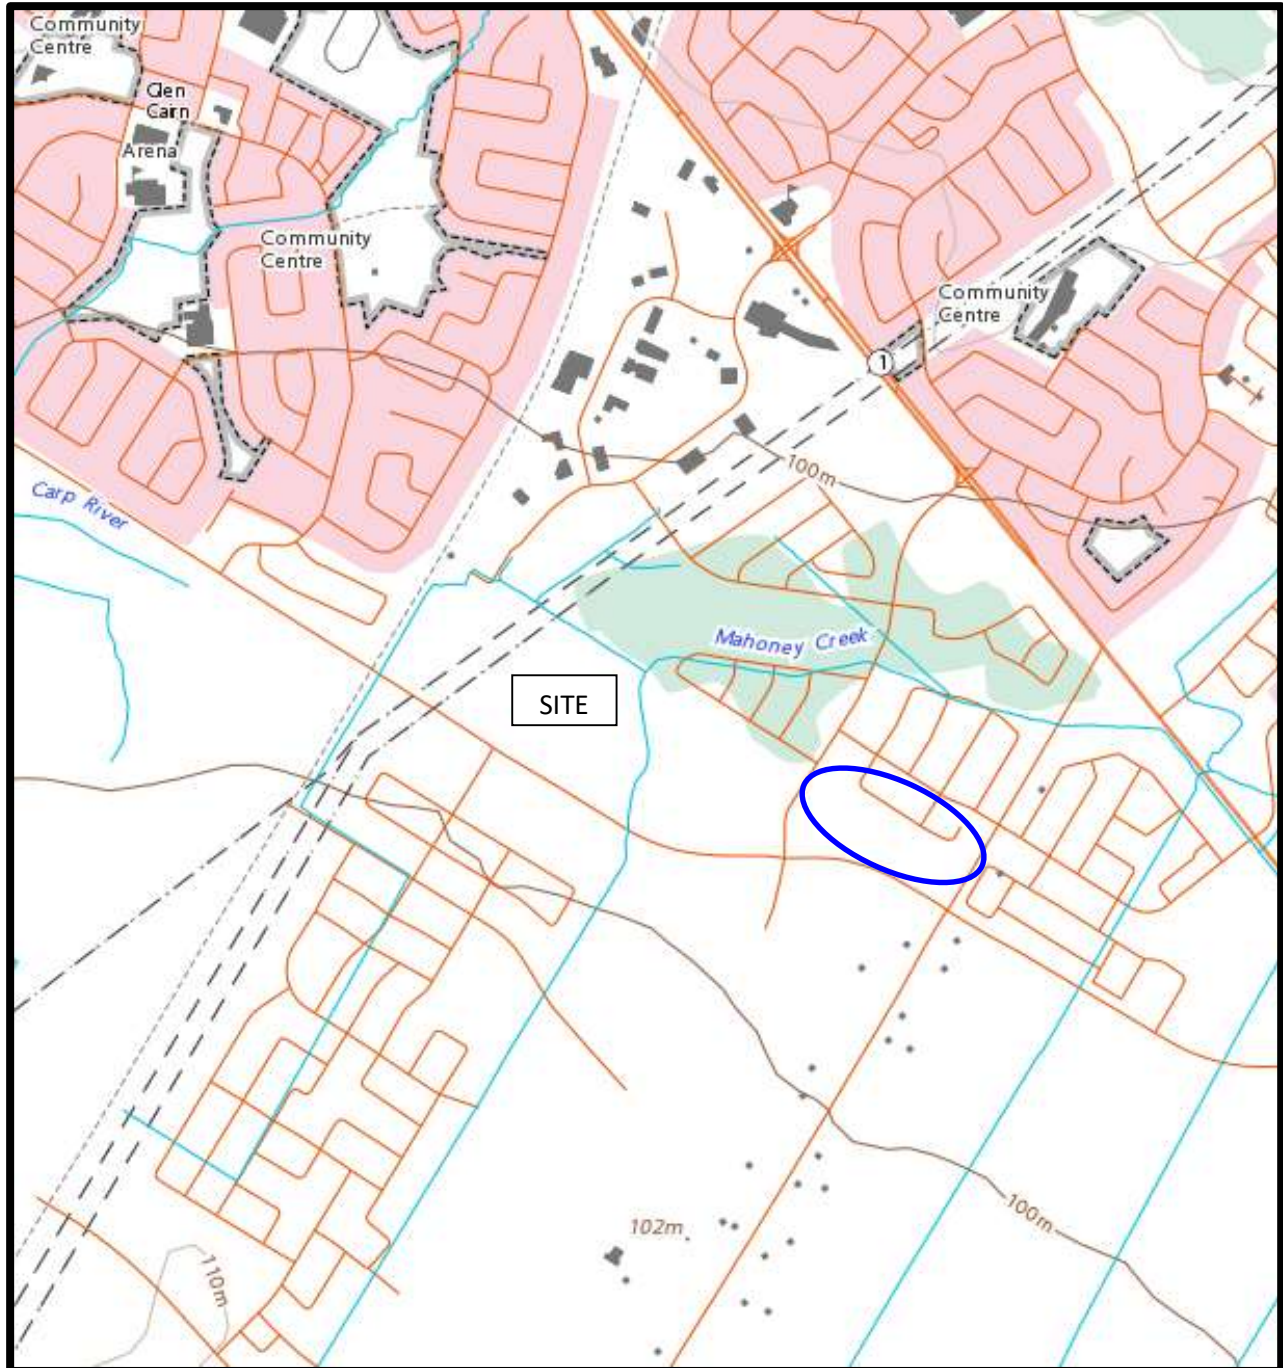 Community
Centre
Glen
Cairn
Arena
Community
Centre
Community
Centre
1
100m
Carp River
Mahoney Creek
SITE
102m
100m
110m